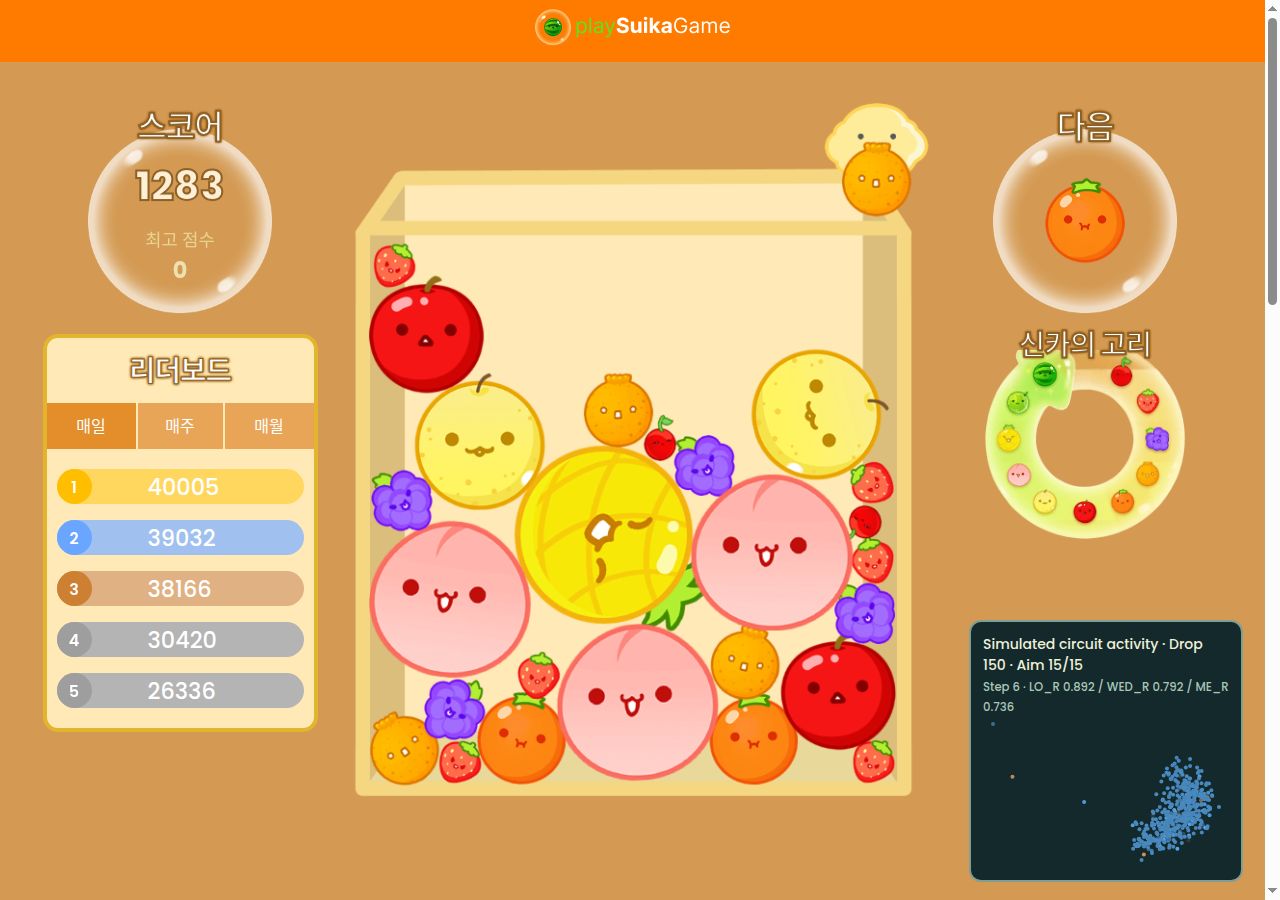 playSuikaGame
스코어
1283
최고 점수
0
다음
신카의 고리
리더보드
매일
매주
매월
1 40005
2 39032
3 38166
4 30420
5 26336
Simulated circuit activity · Drop
150 · Aim 15/15
Step 6 · LO_R 0.892 / WED_R 0.792 / ME_R
0.736